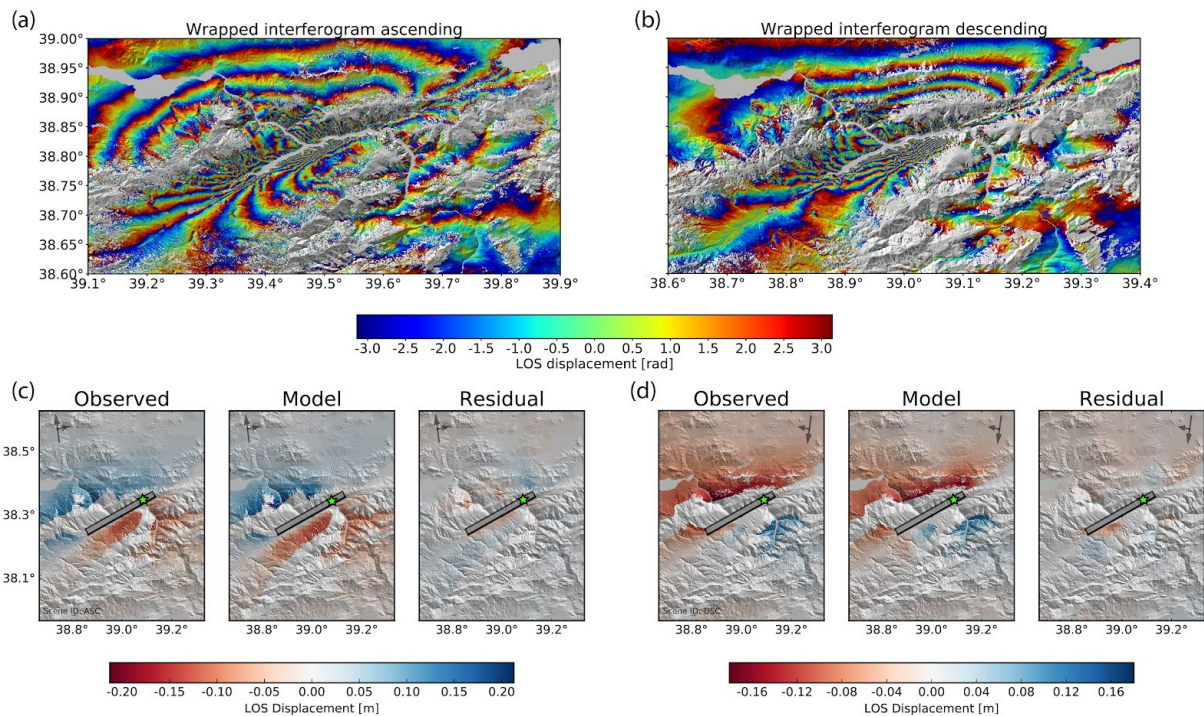 (a)
Wrapped interferogram ascending
39.00°
38.95°
38.90°
38.85°
38.80°
38.75°
38.70°
38.65°
38.60°
39.1° 39.2° 39.3° 39.4° 39.5° 39.6° 39.7° 39.8° 39.9°
(b)
Wrapped interferogram descending
38.6° 38.7° 38.8° 38.9° 39.0° 39.1° 39.2° 39.3° 39.4°
-3.0 -2.5 -2.0 -1.5 -1.0 -0.5 0.0 0.5 1.0 1.5 2.0 2.5 3.0
LOS displacement [rad]
(c)
Observed Model Residual
38.5°
38.3°
38.1°
Scene ID: ASC
38.8° 39.0° 39.2° 38.8° 39.0° 39.2° 38.8° 39.0° 39.2°
-0.20 -0.15 -0.10 -0.05 0.00 0.05 0.10 0.15 0.20
LOS Displacement [m]
(d)
Observed Model Residual
Scene ID: DSC
38.8° 39.0° 39.2° 38.8° 39.0° 39.2° 38.8° 39.0° 39.2°
-0.16 -0.12 -0.08 -0.04 0.00 0.04 0.08 0.12 0.16
LOS Displacement [m]